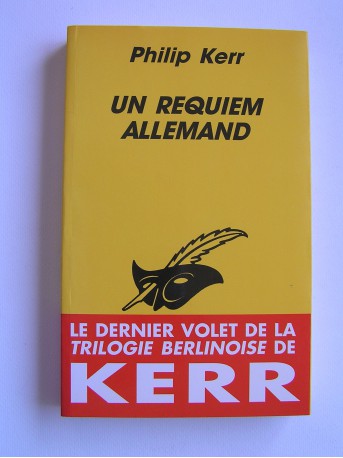 Philip Kerr
UN REQUIEM
ALLEMAND
LE DERNIER VOLET DE LA
TRILOGIE BERLINOISE DE
KERR